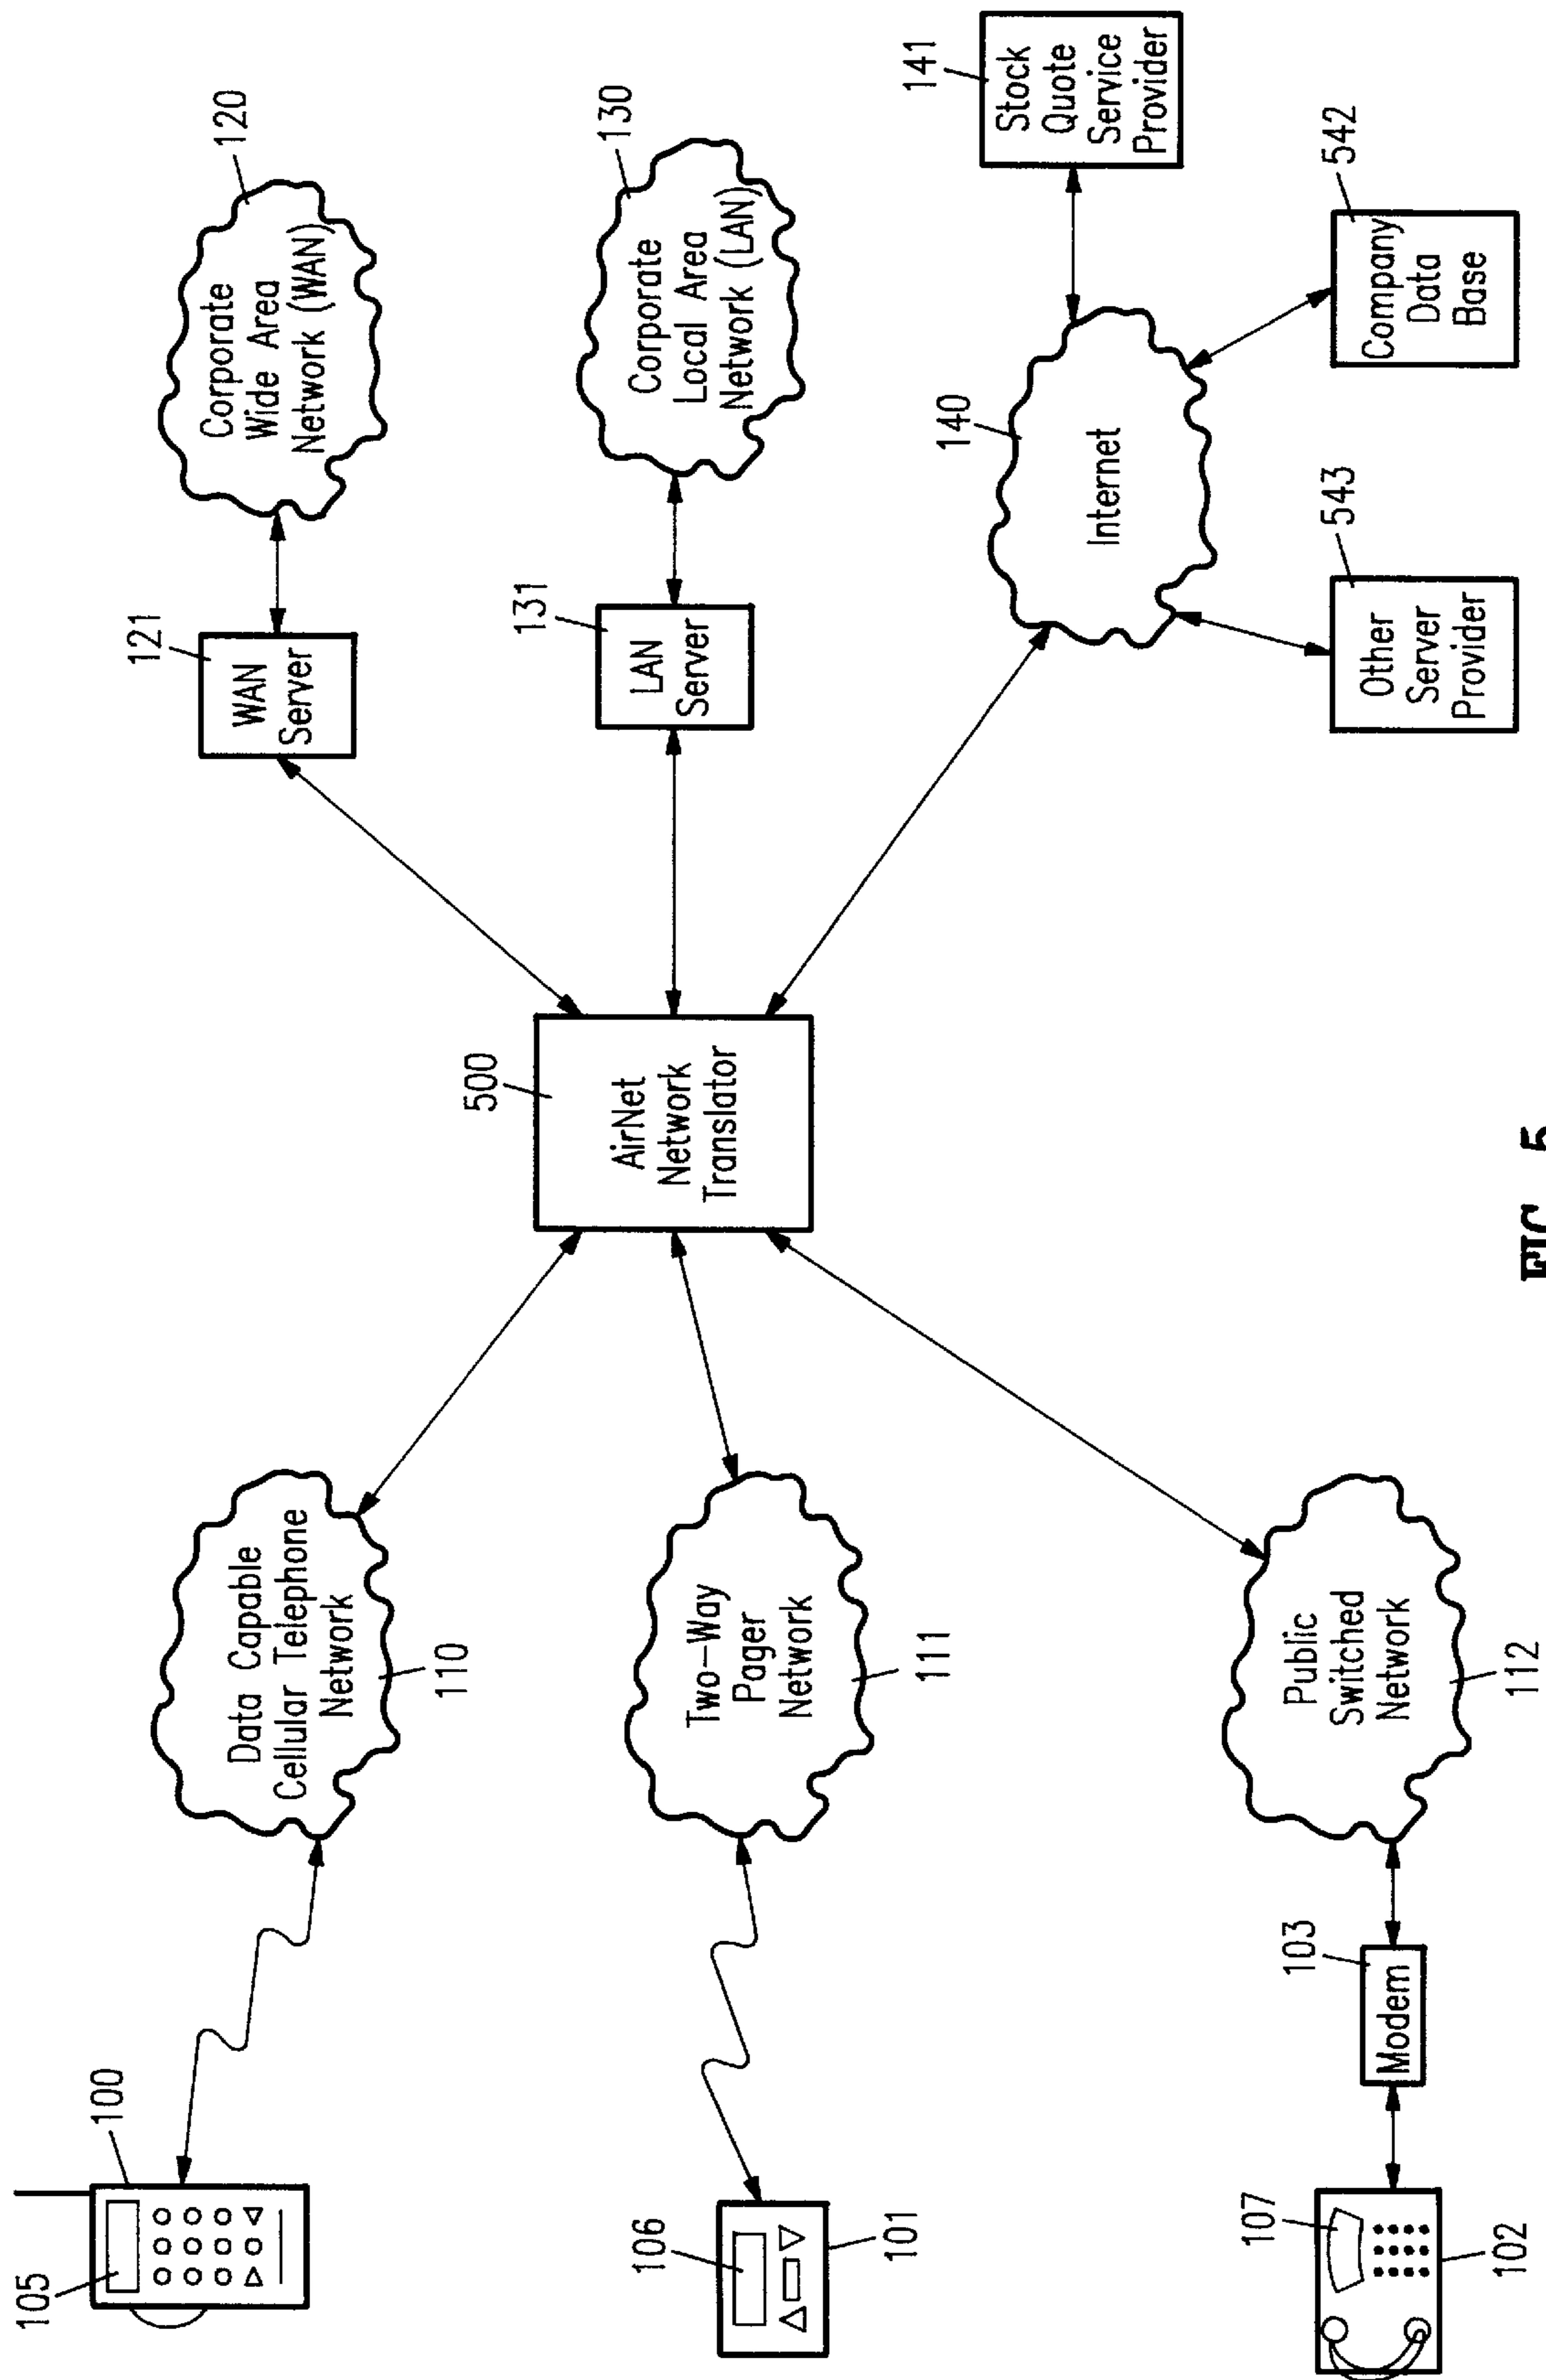 105
100
Data Capable
Cellular Telephone
Network
110
106
101
Two-Way
Pager
Network
111
107
102
103
Modem
Public
Switched
Network
112
500
AirNet
Network
Translator
121
WAN
Server
120
Corporate
Wide Area
Network (WAN)
131
LAN
Server
130
Corporate
Local Area
Network (LAN)
140
Internet
141
Stock
Quote
Service
Provider
543
Other
Server
Provider
542
Company
Data
Base
FIG. 5